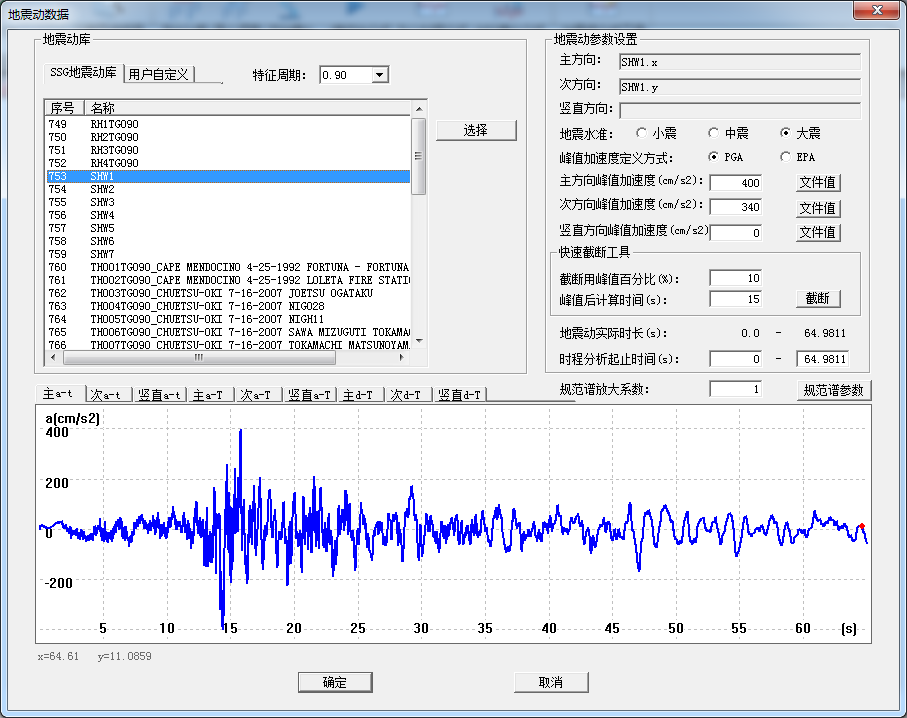 地震动数据
地震动库
SSG地震动库 用户自定义 特征周期: 0.90
序号 名称
749 RH1TG090
750 RH2TG090
751 RH3TG090
752 RH4TG090
753 SHW1
754 SHW2
755 SHW3
756 SHW4
757 SHW5
758 SHW6
759 SHW7
760 TH001TG090_CAPE MENDOCINO 4-25-1992 FORTUNA - FORTUNA
761 TH002TG090_CAPE MENDOCINO 4-25-1992 LOLETA FIRE STATI
762 TH003TG090_CHUETSU-OKI 7-16-2007 JOETSU OGATAKU
763 TH004TG090_CHUETSU-OKI 7-16-2007 NIG028
764 TH005TG090_CHUETSU-OKI 7-16-2007 NIGH11
765 TH006TG090_CHUETSU-OKI 7-16-2007 SAWA MIZUGUTI TOKAMA
766 TH007TG090_CHUETSU-OKI 7-16-2007 TOKAMACHI MATSUNOYAM
选择
地震动参数设置
主方向: SHW1.x
次方向: SHW1.y
竖直方向:
地震水准: 小震 中震 大震
峰值加速度定义方式: PGA EPA
主方向峰值加速度(cm/s2): 400 文件值
次方向峰值加速度(cm/s2): 340 文件值
竖直方向峰值加速度(cm/s2) 0 文件值
快速截断工具
截断用峰值百分比(%): 10
峰值后计算时间(s): 15 截断
地震动实际时长(s): 0.0 - 64.9811
时程分析起止时间(s): 0 - 64.9811
规范谱放大系数: 1 规范谱参数
主a-t 次a-t 竖直a-t 主a-T 次a-T 竖直a-T 主d-T 次d-T 竖直d-T
a(cm/s2)
400
200
0
-200
5 10 15 20 25 30 35 40 45 50 55 60 (s)
x=64.61 y=11.0859
确定 取消